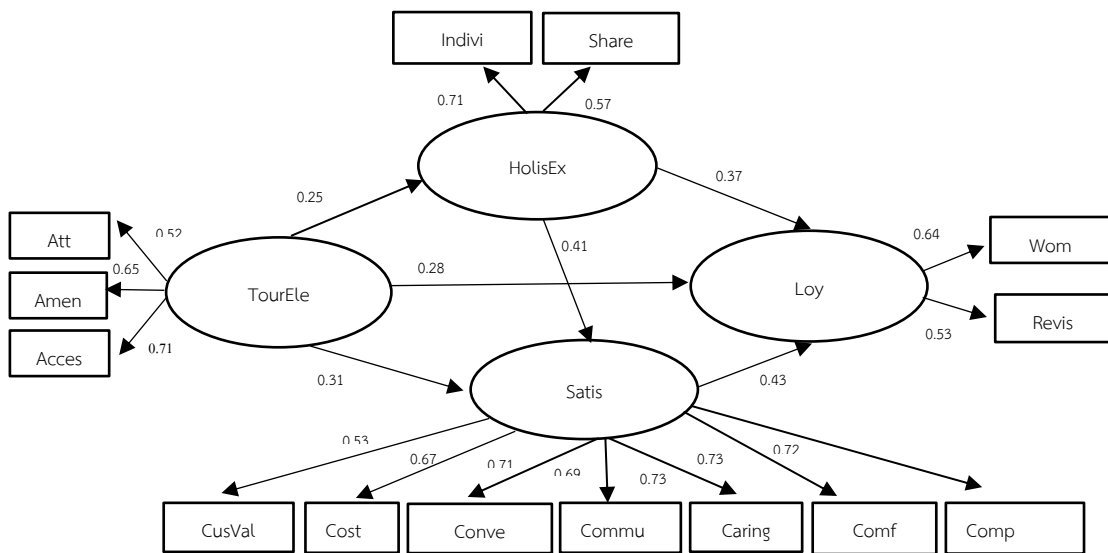 Indivi Share
0.71 0.57
HolisEx
0.25 0.37
Att 0.52
0.41
0.64 Wom
Amen 0.65
TourEle
0.28
Loy
Acces 0.71
0.53 Revis
0.31
Satis
0.43
0.53 0.67 0.71 0.69 0.73 0.73 0.72
CusVal Cost Conve Commu Caring Comf Comp